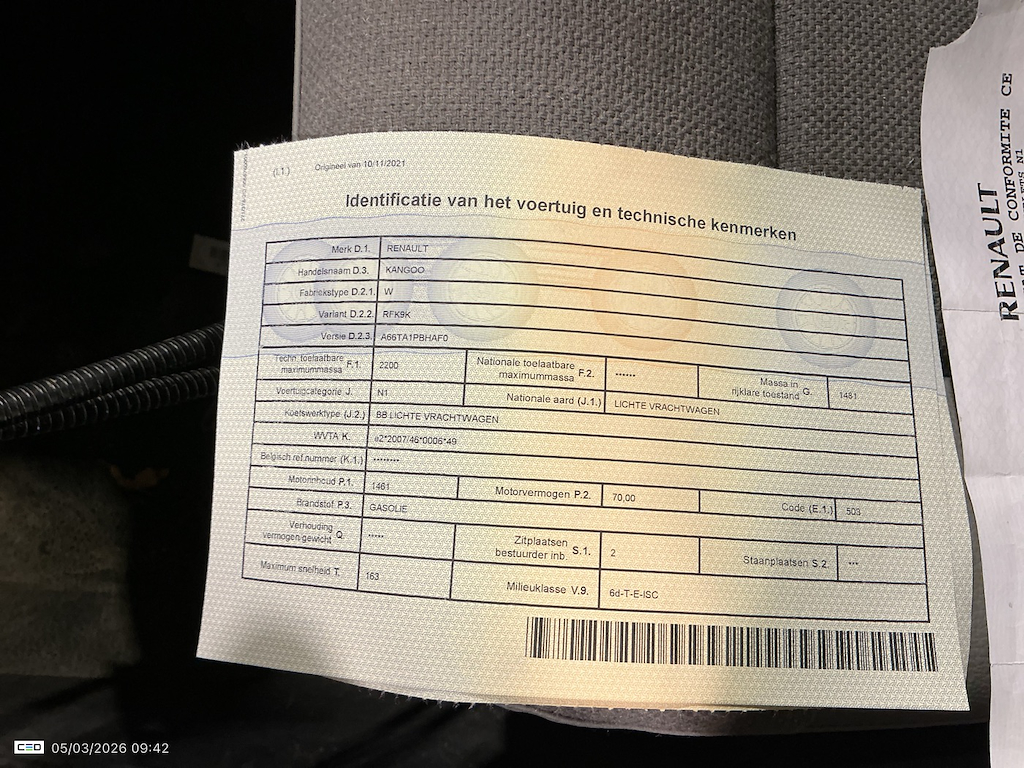 (I.1.) Origineel van 10/11/2021
Identificatie van het voertuig en technische kenmerken
Merk D.1. RENAULT
Handelsnaam D.3. KANGOO
Fabriekstype D.2.1. W
Variant D.2.2. RFK9K
Versie D.2.3. A66TA1PBHAF0
Techn. toelaatbare maximummassa F.1. 2200 Nationale toelaatbare maximummassa F.2. ****** Massa in rijklare toestand G. 1481
Voertuigcategorie J. N1 Nationale aard (J.1.) LICHTE VRACHTWAGEN
Koetswerktype (J.2.) BB LICHTE VRACHTWAGEN
WVTA K. e2*2007/46*0006*49
Belgisch ref.nummer (K.1.) ********
Motorinhoud P.1. 1461 Motorvermogen P.2. 70,00 Code (E.1.) 503
Brandstof P.3. GASOLIE
Verhouding vermogen/gewicht Q. ***** Zitplaatsen bestuurder inb. S.1. 2 Staanplaatsen S.2. ***
Maximum snelheid T. 163 Milieuklasse V.9. 6d-T-E-ISC
RENAULT
DE CONFORMITE CE
N1
CEO 05/03/2026 09:42